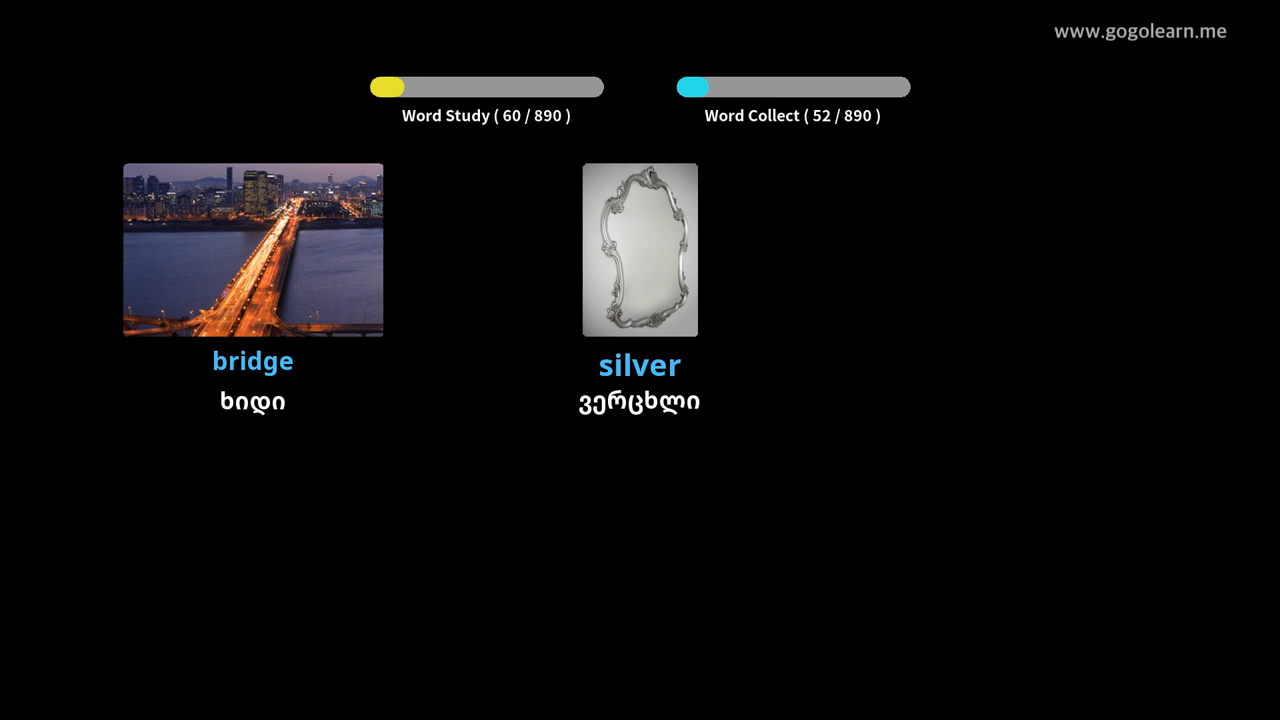 www.gogolearn.me
Word Study ( 60 / 890 )
Word Collect ( 52 / 890 )
bridge
ხიდი
silver
ვერცხლი